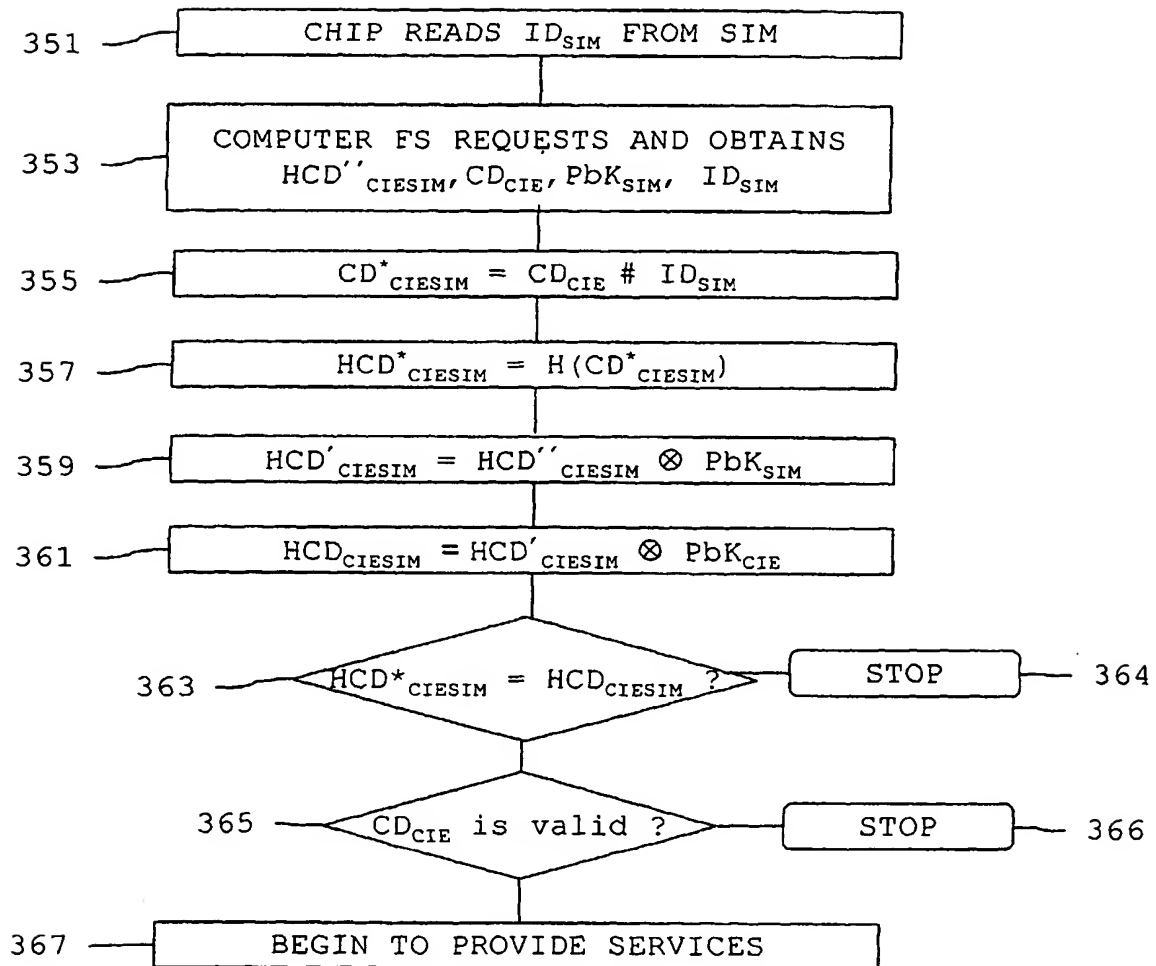 351 CHIP READS ID_SIM FROM SIM
353 COMPUTER FS REQUESTS AND OBTAINS
HCD''_CIESIM, CD_CIE, PbK_SIM, ID_SIM
355 CD*_CIESIM = CD_CIE # ID_SIM
357 HCD*_CIESIM = H(CD*_CIESIM)
359 HCD'_CIESIM = HCD''_CIESIM ⊗ PbK_SIM
361 HCD_CIESIM = HCD'_CIESIM ⊗ PbK_CIE
363 HCD*_CIESIM = HCD_CIESIM ? STOP 364
365 CD_CIE is valid ? STOP 366
367 BEGIN TO PROVIDE SERVICES